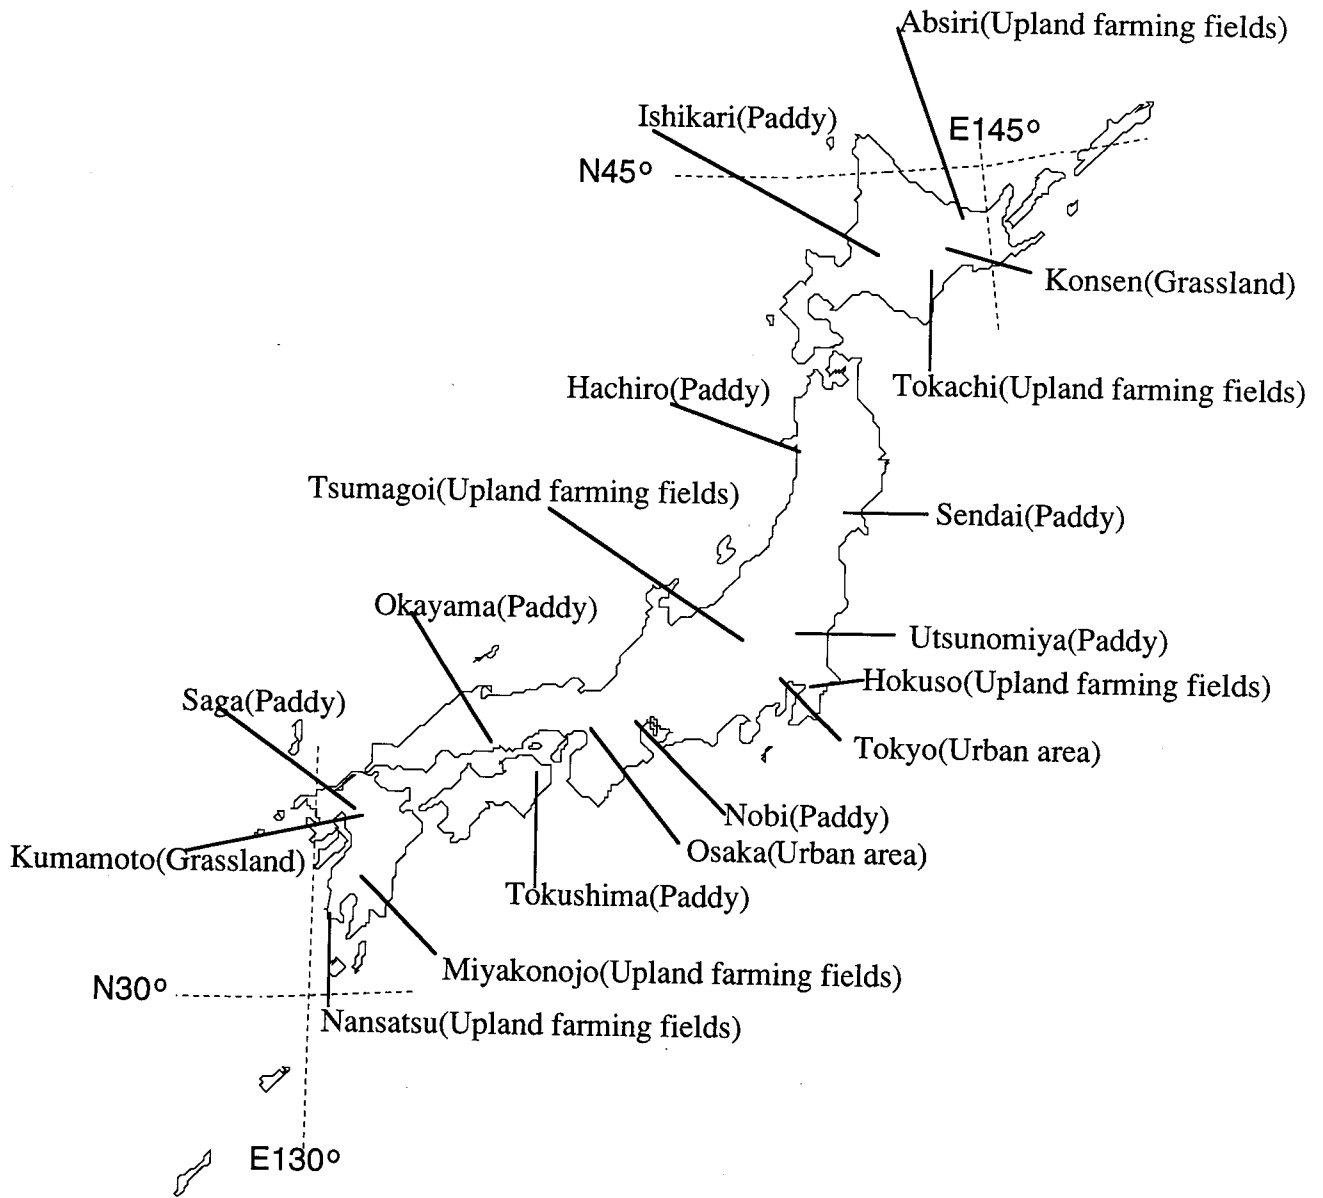 Absiri(Upland farming fields)
Ishikari(Paddy)
E145°
N45°
Konsen(Grassland)
Hachiro(Paddy)
Tokachi(Upland farming fields)
Tsumagoi(Upland farming fields)
Sendai(Paddy)
Okayama(Paddy)
Utsunomiya(Paddy)
Hokuso(Upland farming fields)
Saga(Paddy)
Tokyo(Urban area)
Nobi(Paddy)
Osaka(Urban area)
Kumamoto(Grassland)
Tokushima(Paddy)
Miyakonojo(Upland farming fields)
N30°
Nansatsu(Upland farming fields)
E130°